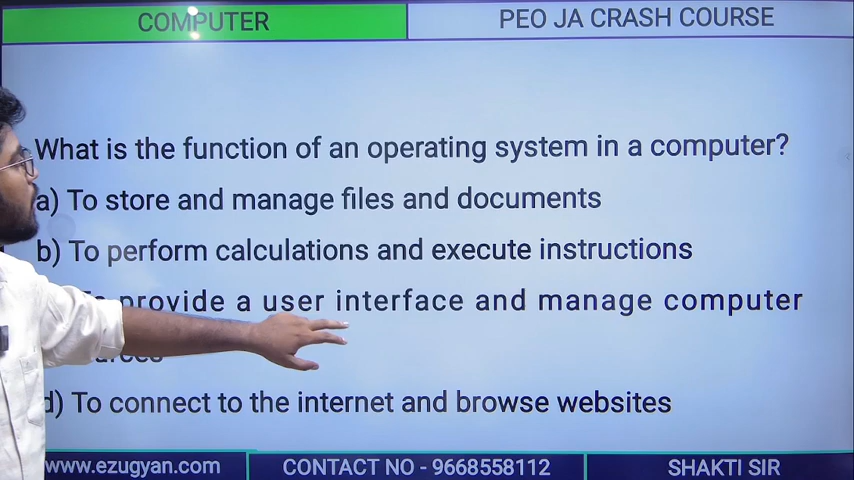 COMPUTER
PEO JA CRASH COURSE
What is the function of an operating system in a computer?
a) To store and manage files and documents
b) To perform calculations and execute instructions
provide a user interface and manage computer
d) To connect to the internet and browse websites
www.ezugyan.com
CONTACT NO - 9668558112
SHAKTI SIR